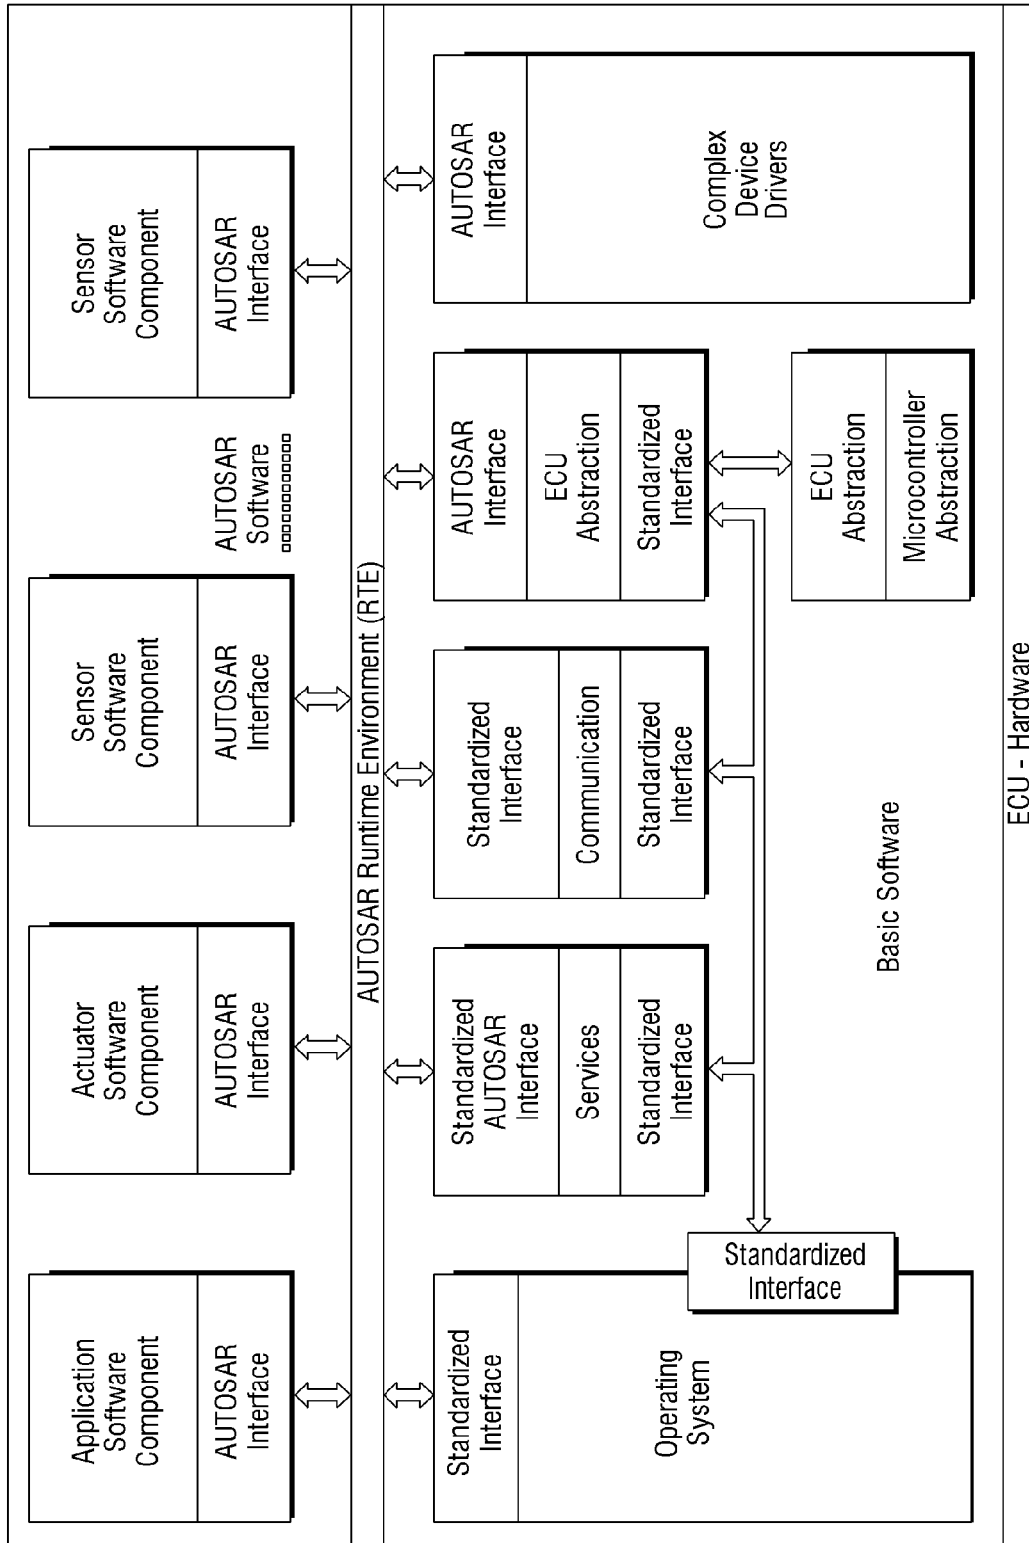 Application
Software
Component
AUTOSAR
Interface
Actuator
Software
Component
AUTOSAR
Interface
Sensor
Software
Component
AUTOSAR
Interface
AUTOSAR
Software
Sensor
Software
Component
AUTOSAR
Interface
AUTOSAR Runtime Environment (RTE)
Standardized
Interface
Operating
System
Standardized
Interface
Standardized
AUTOSAR
Interface
Services
Standardized
Interface
Standardized
Interface
Communication
Standardized
Interface
AUTOSAR
Interface
ECU
Abstraction
Standardized
Interface
ECU
Abstraction
Microcontroller
Abstraction
AUTOSAR
Interface
Complex
Device
Drivers
Basic Software
ECU - Hardware